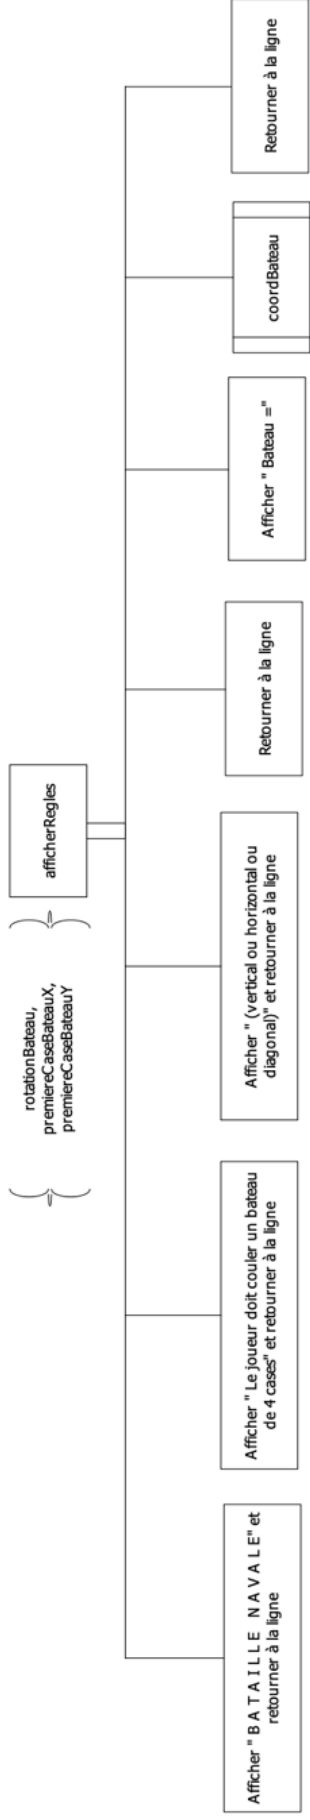 rotationBateau,
premiereCaseBateauX,
premiereCaseBateauY
afficherRegles
Afficher " B A T A I L L E   N A V A L E" et
retourner à la ligne
Afficher " Le joueur doit couler un bateau
de 4 cases" et retourner à la ligne
Afficher " (vertical ou horizontal ou
diagonal)" et retourner à la ligne
Retourner à la ligne
Afficher " Bateau ="
coordBateau
Retourner à la ligne